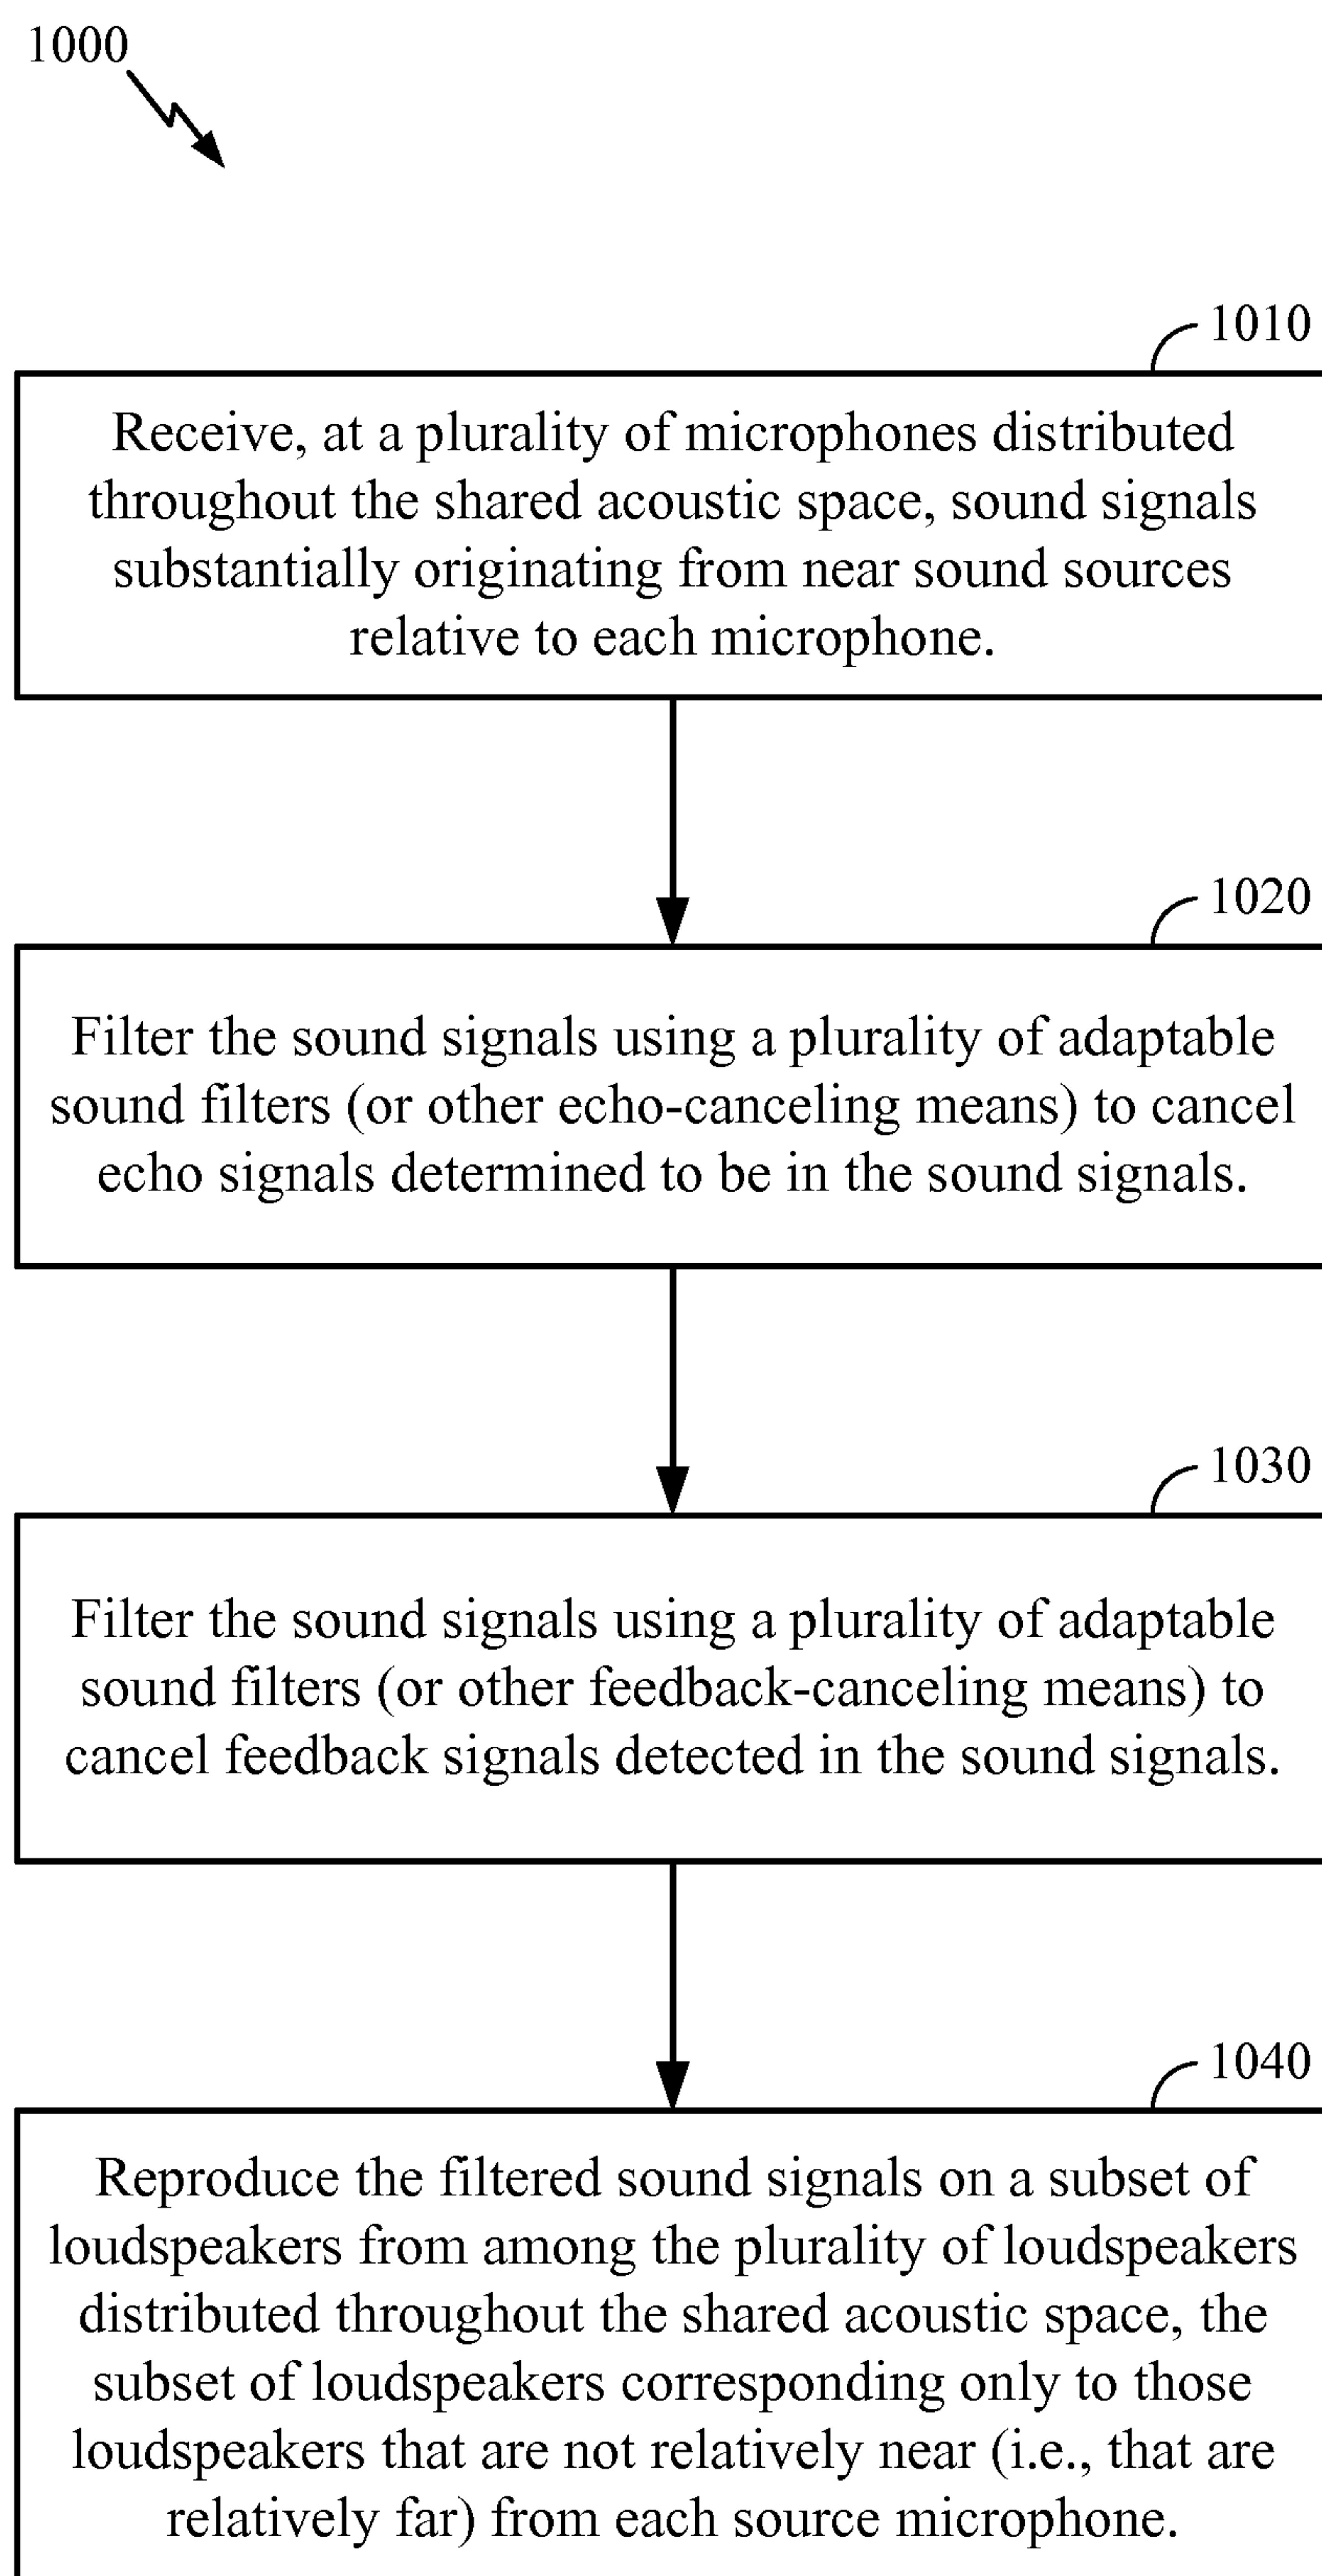 1000
1010
Receive, at a plurality of microphones distributed
throughout the shared acoustic space, sound signals
substantially originating from near sound sources
relative to each microphone.
1020
Filter the sound signals using a plurality of adaptable
sound filters (or other echo-canceling means) to cancel
echo signals determined to be in the sound signals.
1030
Filter the sound signals using a plurality of adaptable
sound filters (or other feedback-canceling means) to
cancel feedback signals detected in the sound signals.
1040
Reproduce the filtered sound signals on a subset of
loudspeakers from among the plurality of loudspeakers
distributed throughout the shared acoustic space, the
subset of loudspeakers corresponding only to those
loudspeakers that are not relatively near (i.e., that are
relatively far) from each source microphone.